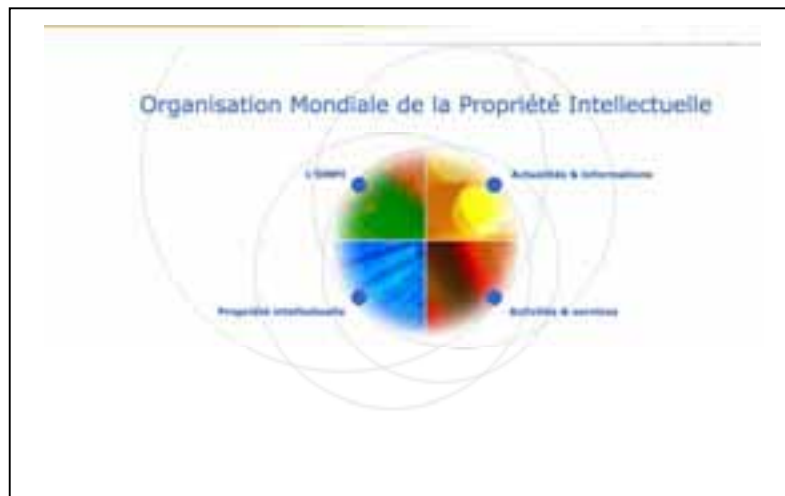 Organisation Mondiale de la Propriété Intellectuelle
L'OMPI
Actualités & informations
Propriété intellectuelle
Activités & services